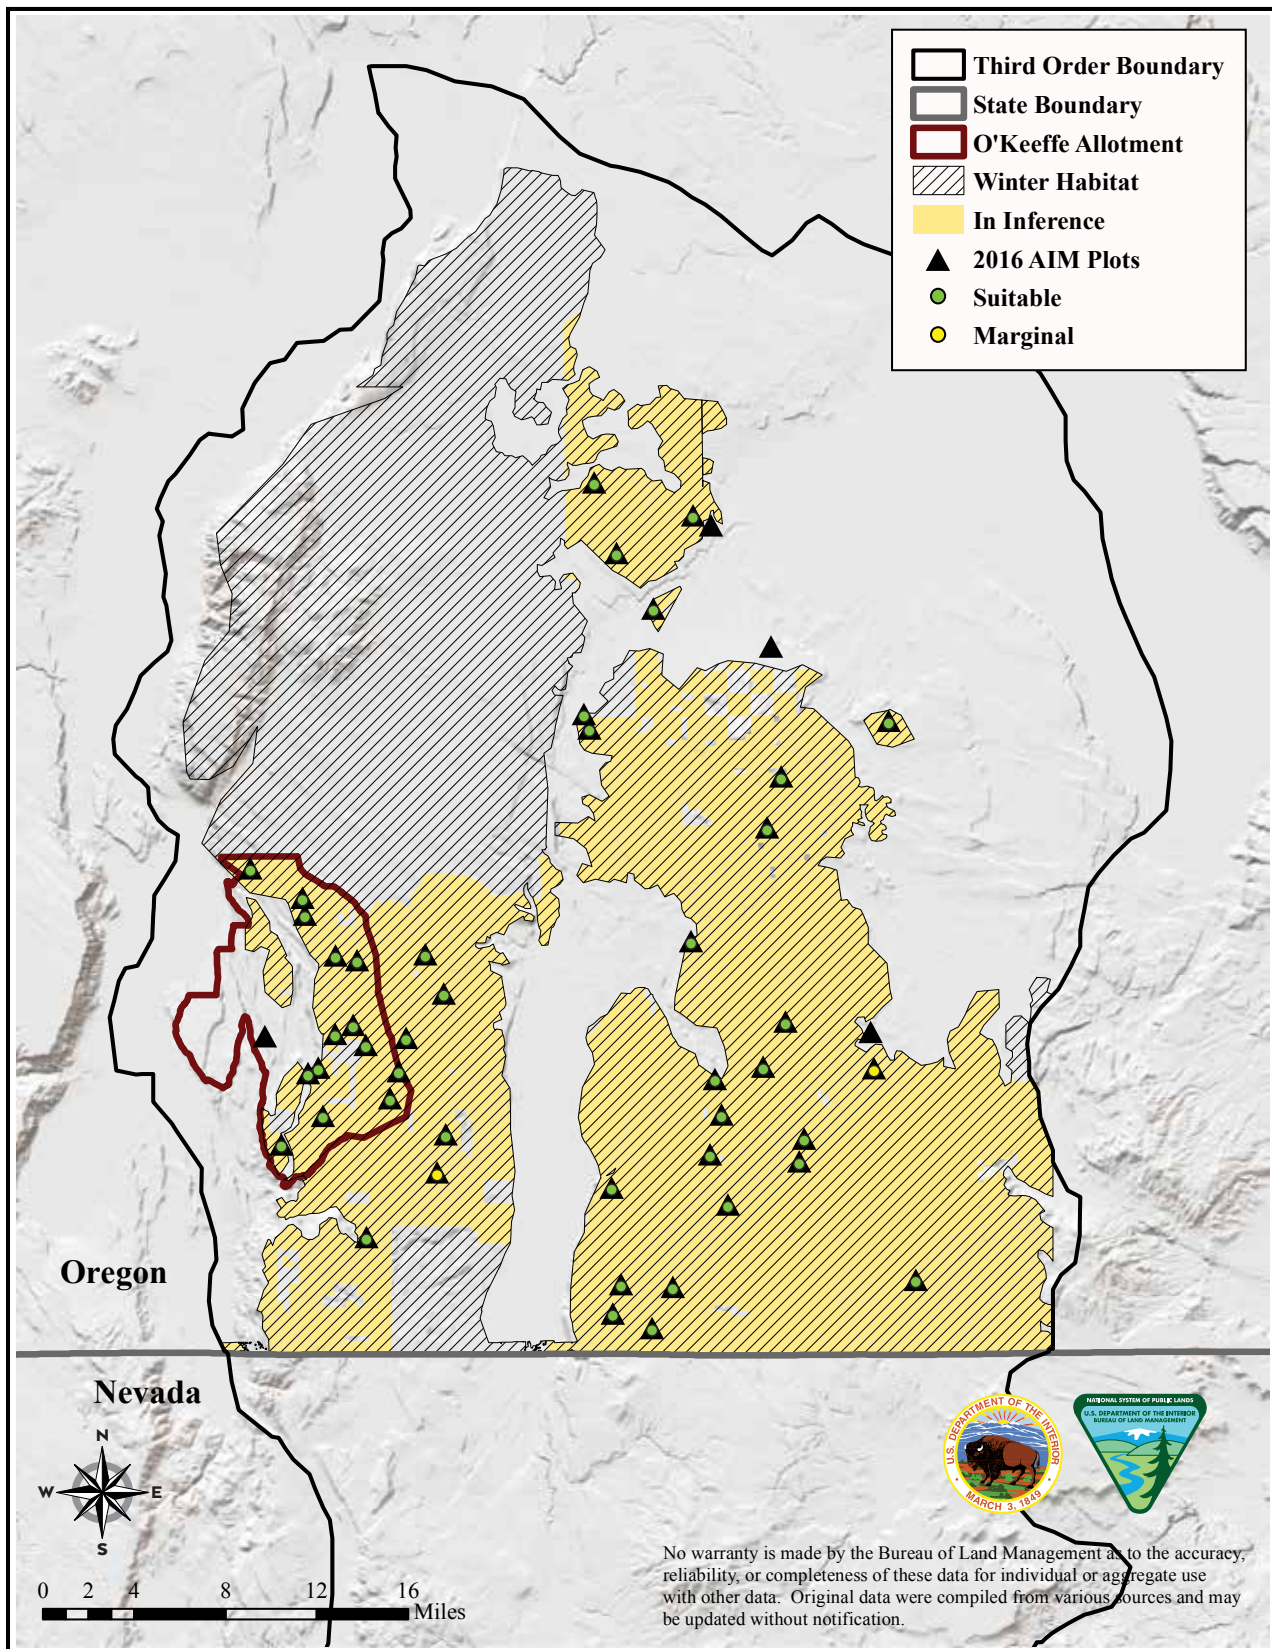 Third Order Boundary
State Boundary
O'Keeffe Allotment
Winter Habitat
In Inference
2016 AIM Plots
Suitable
Marginal
Oregon
Nevada
N
W
E
S
0 2 4 8 12 16
Miles
U.S. DEPARTMENT OF THE INTERIOR
MARCH 3, 1849
NATIONAL SYSTEM OF PUBLIC LANDS
U.S. DEPARTMENT OF THE INTERIOR
BUREAU OF LAND MANAGEMENT
No warranty is made by the Bureau of Land Management as to the accuracy,
reliability, or completeness of these data for individual or aggregate use
with other data. Original data were compiled from various sources and may
be updated without notification.